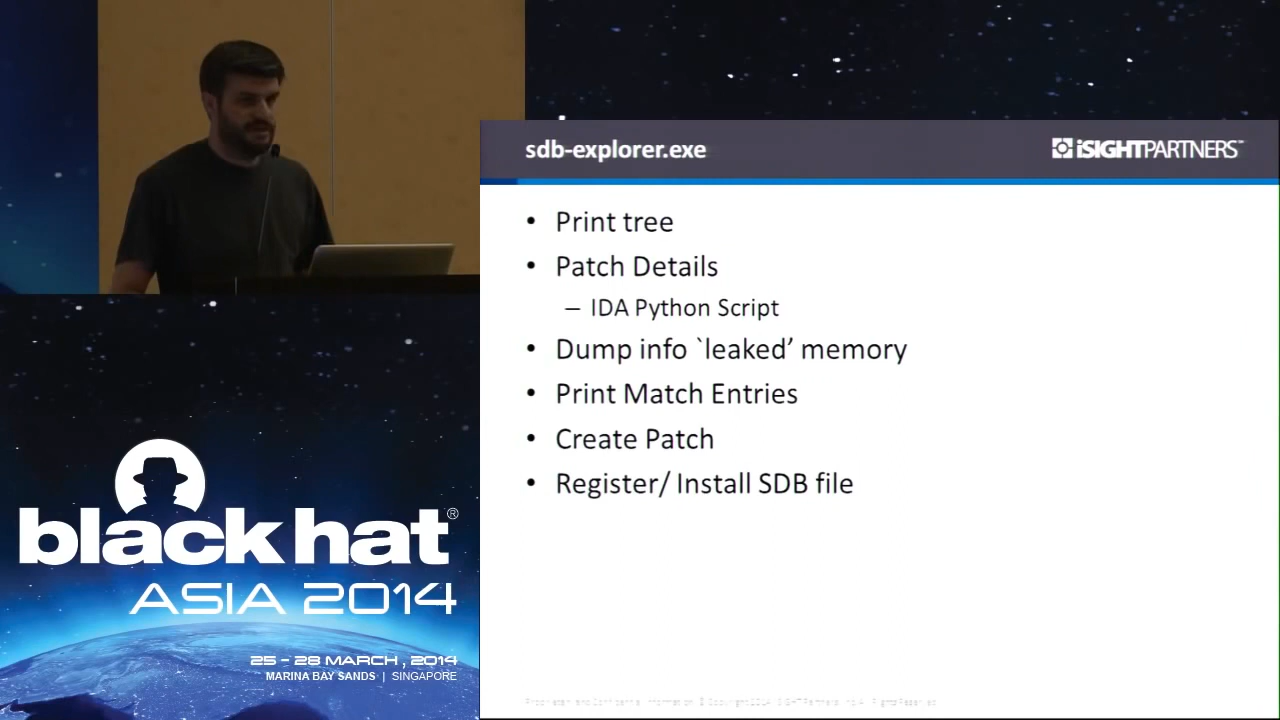 sdb-explorer.exe
iSIGHTPARTNERS
• Print tree
• Patch Details
– IDA Python Script
• Dump info `leaked’ memory
• Print Match Entries
• Create Patch
• Register/ Install SDB file
black hat®
ASIA 2014
25 - 28 MARCH, 2014
MARINA BAY SANDS | SINGAPORE